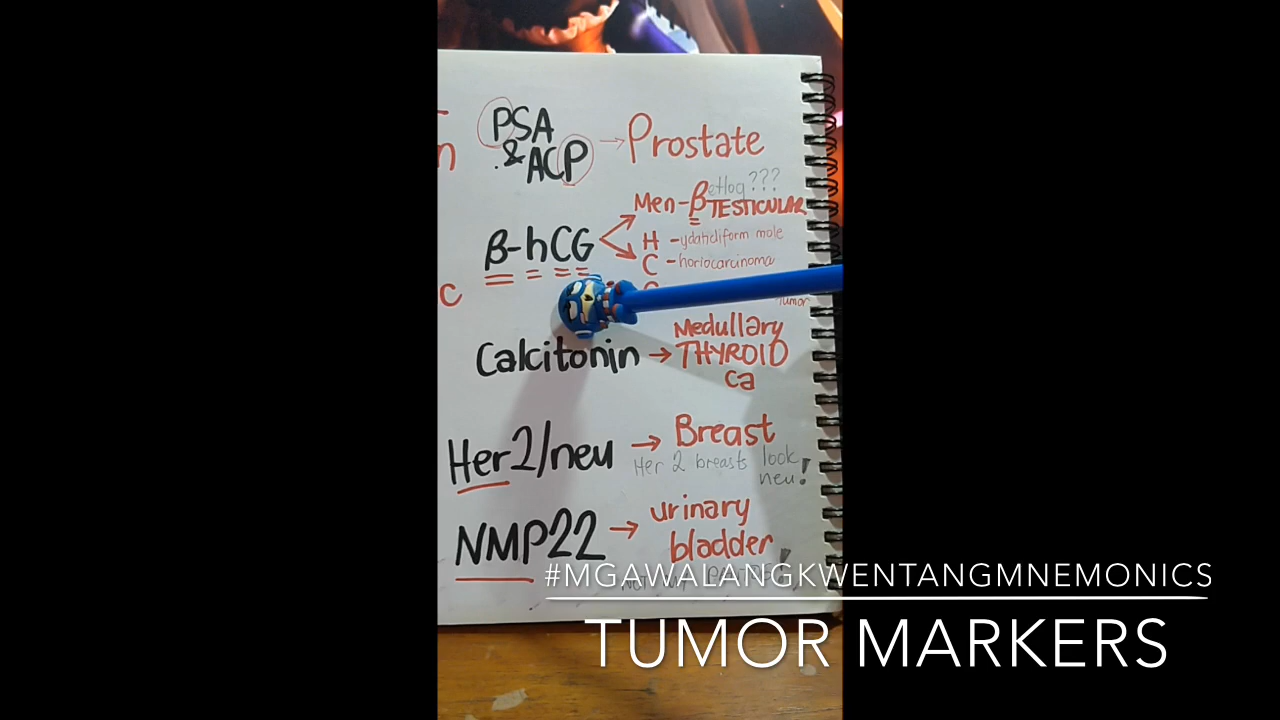 PSA
& ACP → Prostate
etlog???
Men-β TESTICULAR
β-hCG
H -ydatidiform mole
C -horiocarcinoma
G
Tumor
c
Calcitonin → Medullary
THYROID
ca
Her2/neu → Breast
Her 2 breasts look
neu!
NMP22 → urinary
bladder
#MGAWALANGKWENTANGMNEMONICS
TUMOR MARKERS